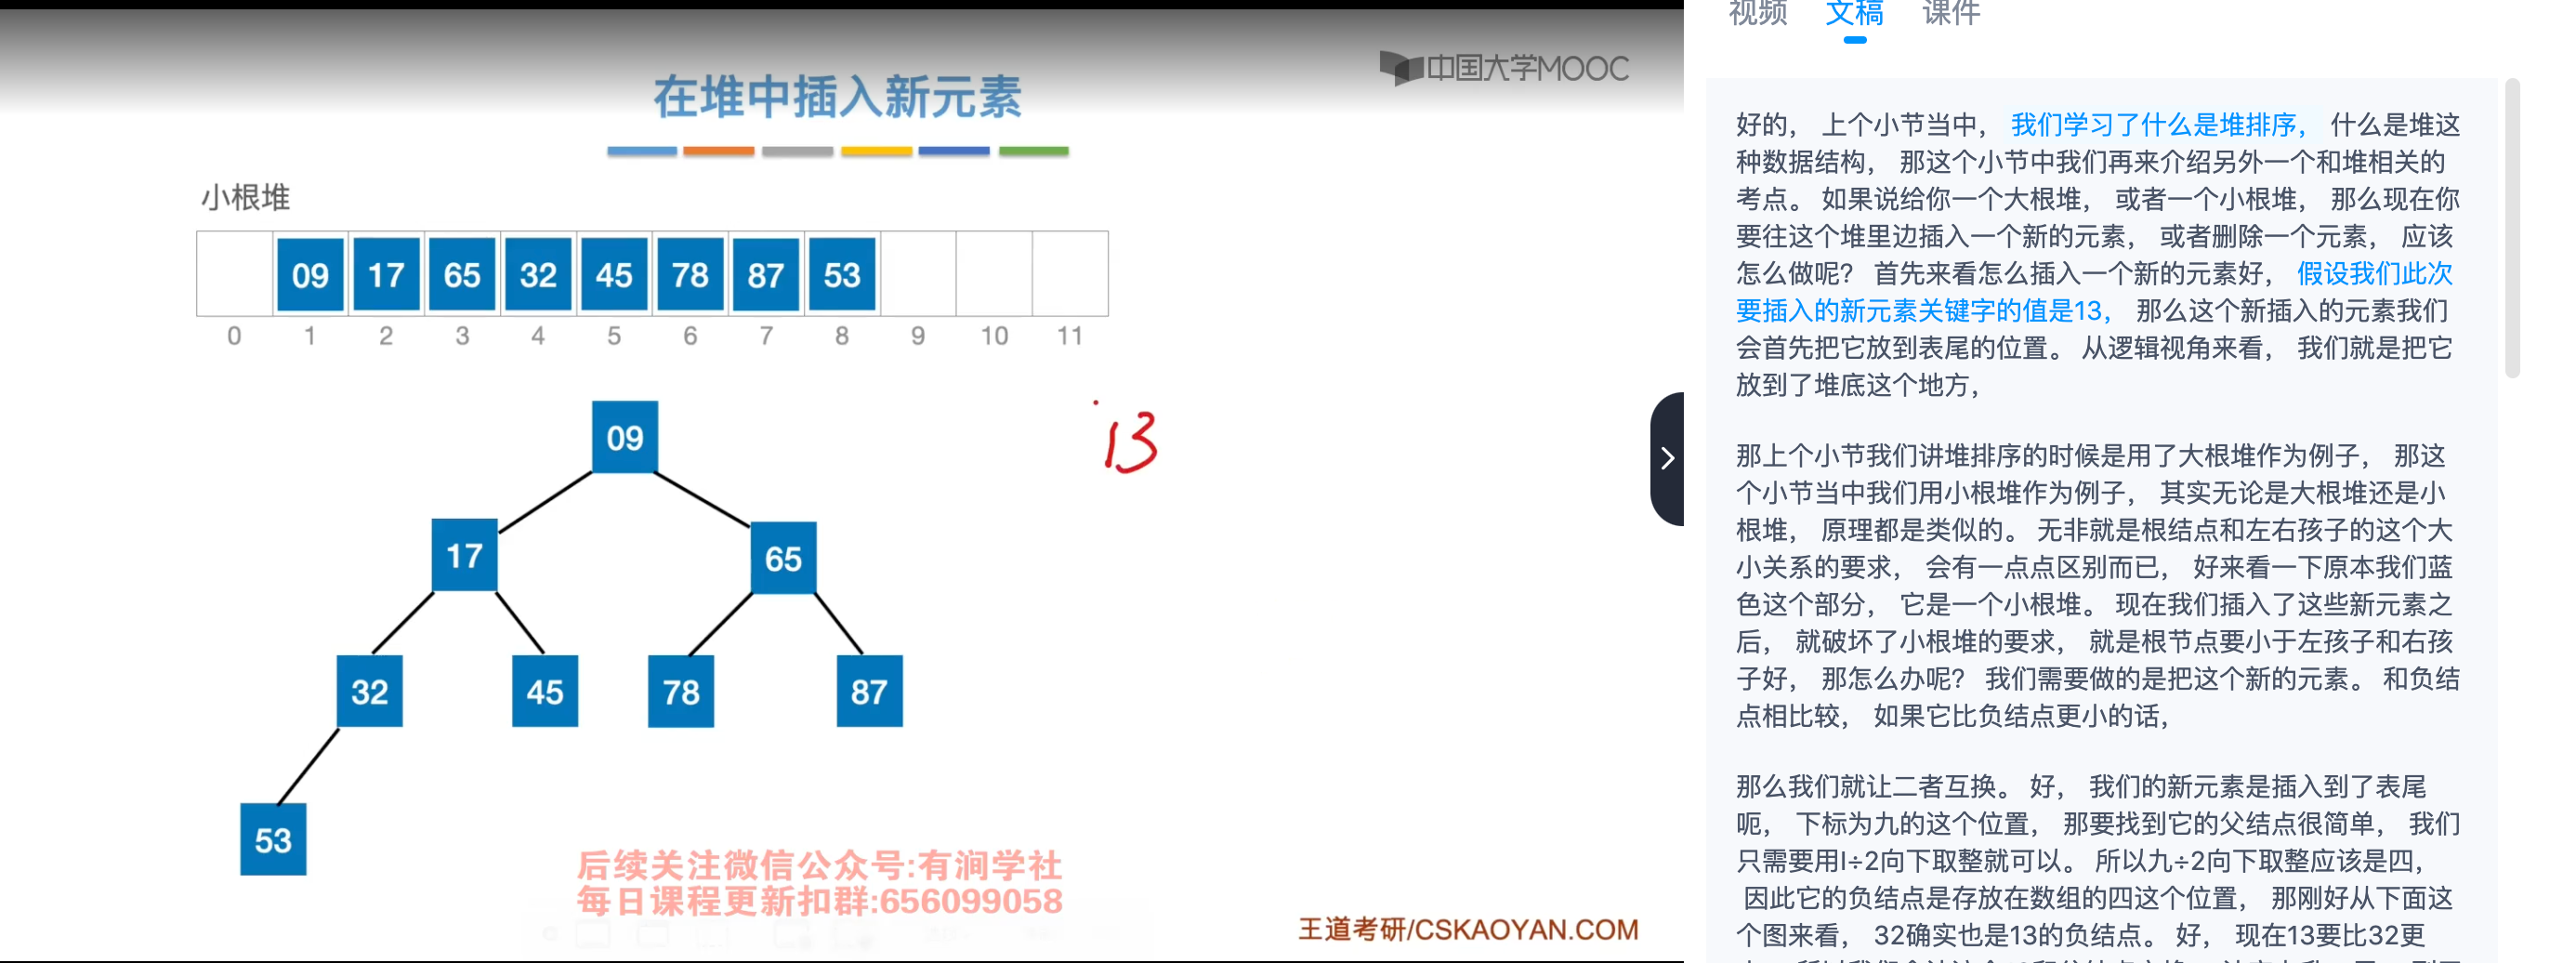 中国大学MOOC
在堆中插入新元素
小根堆
09 17 65 32 45 78 87 53
0 1 2 3 4 5 6 7 8 9 10 11
09
13
17 65
32 45 78 87
53
后续关注微信公众号:有涧学社
每日课程更新扣群:656099058
王道考研/CSKAOYAN.COM
视频 文稿 课件
好的， 上个小节当中， 我们学习了什么是堆排序， 什么是堆这
种数据结构， 那这个小节中我们再来介绍另外一个和堆相关的
考点。 如果说给你一个大根堆， 或者一个小根堆， 那么现在你
要往这个堆里边插入一个新的元素， 或者删除一个元素， 应该
怎么做呢? 首先来看怎么插入一个新的元素好， 假设我们此次
要插入的新元素关键字的值是13， 那么这个新插入的元素我们
会首先把它放到表尾的位置。 从逻辑视角来看， 我们就是把它
放到了堆底这个地方，
那上个小节我们讲堆排序的时候是用了大根堆作为例子， 那这
个小节当中我们用小根堆作为例子， 其实无论是大根堆还是小
根堆， 原理都是类似的。 无非就是根结点和左右孩子的这个大
小关系的要求， 会有一点点区别而已， 好来看一下原本我们蓝
色这个部分， 它是一个小根堆。 现在我们插入了这些新元素之
后， 就破坏了小根堆的要求， 就是根节点要小于左孩子和右孩
子好， 那怎么办呢? 我们需要做的是把这个新的元素。 和负结
点相比较， 如果它比负结点更小的话，
那么我们就让二者互换。 好， 我们的新元素是插入到了表尾
呃， 下标为九的这个位置， 那要找到它的父结点很简单， 我们
只需要用I÷2向下取整就可以。 所以九÷2向下取整应该是四，
因此它的负结点是存放在数组的四这个位置， 那刚好从下面这
个图来看， 32确实也是13的负结点。 好， 现在13要比32更